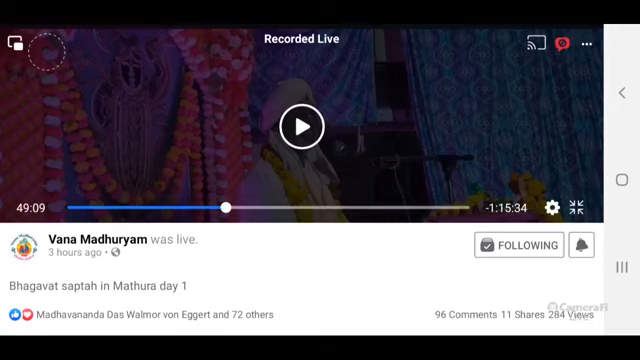 Recorded Live
49:09
-1:15:34
Vana Madhuryam was live.
3 hours ago ·
FOLLOWING
Bhagavat saptah in Mathura day 1
Madhavananda Das Walmor von Eggert and 72 others
96 Comments 11 Shares 284 Views
CameraFi
LIVE